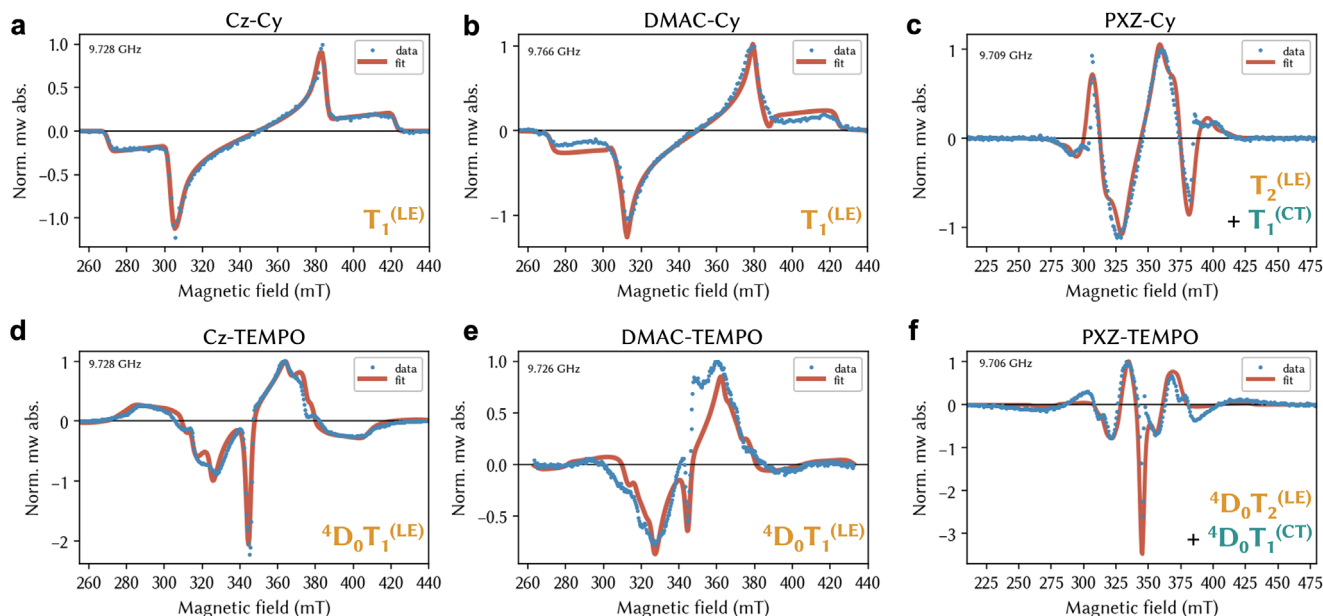 a
Cz-Cy
9.728 GHz
data
fit
Norm. mw abs.
1.0
0.5
0.0
−0.5
−1.0
T₁⁽ᴸᴱ⁾
260 280 300 320 340 360 380 400 420 440
Magnetic field (mT)
b
DMAC-Cy
9.766 GHz
data
fit
Norm. mw abs.
1
0
−1
T₁⁽ᴸᴱ⁾
260 280 300 320 340 360 380 400 420 440
Magnetic field (mT)
c
PXZ-Cy
9.709 GHz
data
fit
Norm. mw abs.
1
0
−1
T₂⁽ᴸᴱ⁾
+ T₁⁽ᶜᵀ⁾
225 250 275 300 325 350 375 400 425 450 475
Magnetic field (mT)
d
Cz-TEMPO
9.728 GHz
data
fit
Norm. mw abs.
1
0
−1
−2
⁴D₀T₁⁽ᴸᴱ⁾
260 280 300 320 340 360 380 400 420 440
Magnetic field (mT)
e
DMAC-TEMPO
9.726 GHz
data
fit
Norm. mw abs.
1.0
0.5
0.0
−0.5
⁴D₀T₁⁽ᴸᴱ⁾
260 280 300 320 340 360 380 400 420 440
Magnetic field (mT)
f
PXZ-TEMPO
9.706 GHz
data
fit
Norm. mw abs.
1
0
−1
−2
−3
⁴D₀T₂⁽ᴸᴱ⁾
+ ⁴D₀T₁⁽ᶜᵀ⁾
225 250 275 300 325 350 375 400 425 450 475
Magnetic field (mT)